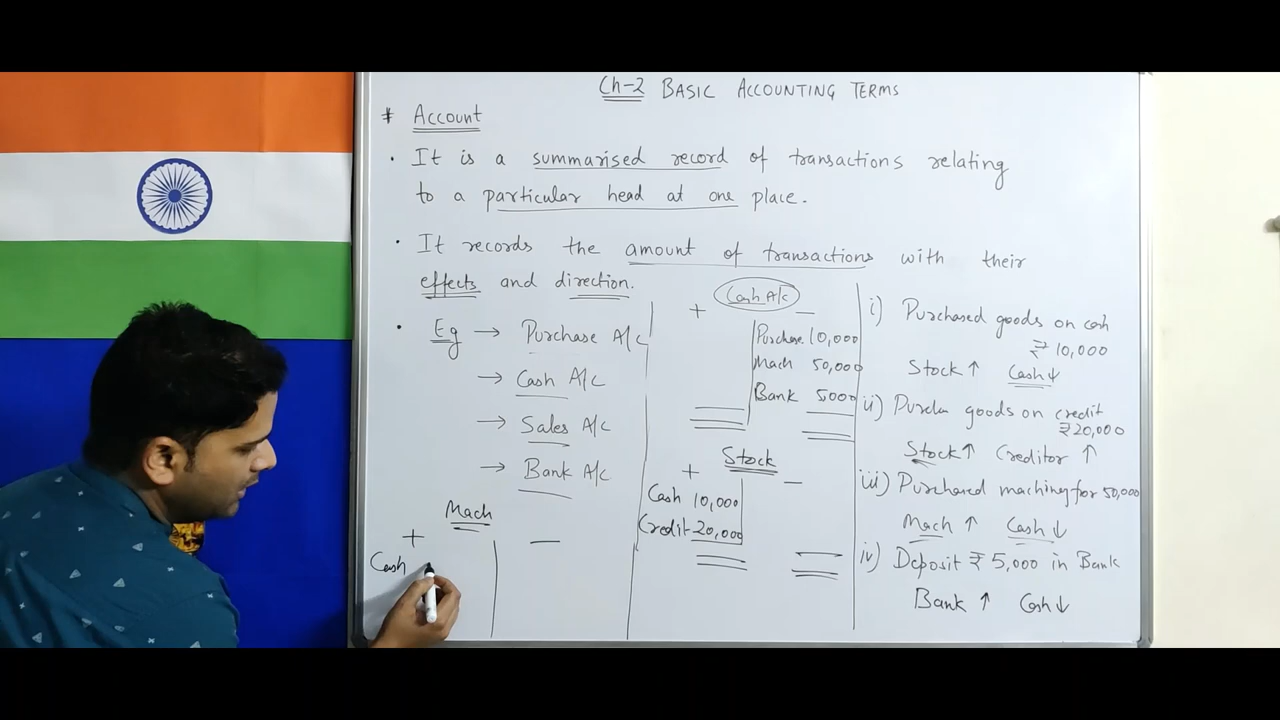 Ch-2 BASIC ACCOUNTING TERMS
# Account
• It is a summarised record of transactions relating
to a particular head at one place.
• It records the amount of transactions with their
effects and direction.
• Eg → Purchase A/c
→ Cash A/c
→ Sales A/c
→ Bank A/c
Mach
+ —
Cash
Cash A/c
+ —
Purchase 10,000
Mach 50,000
Bank 5000
Stock
+ —
Cash 10,000
Credit 20,000
i) Purchased goods on cash
₹ 10,000
Stock ↑ Cash ↓
ii) goods on credit
₹ 20,000
Stock ↑ Creditor ↑
iii) Purchased maching for 50,000
Mach ↑ Cash ↓
iv) Deposit ₹ 5,000 in Bank
Bank ↑ Cash ↓